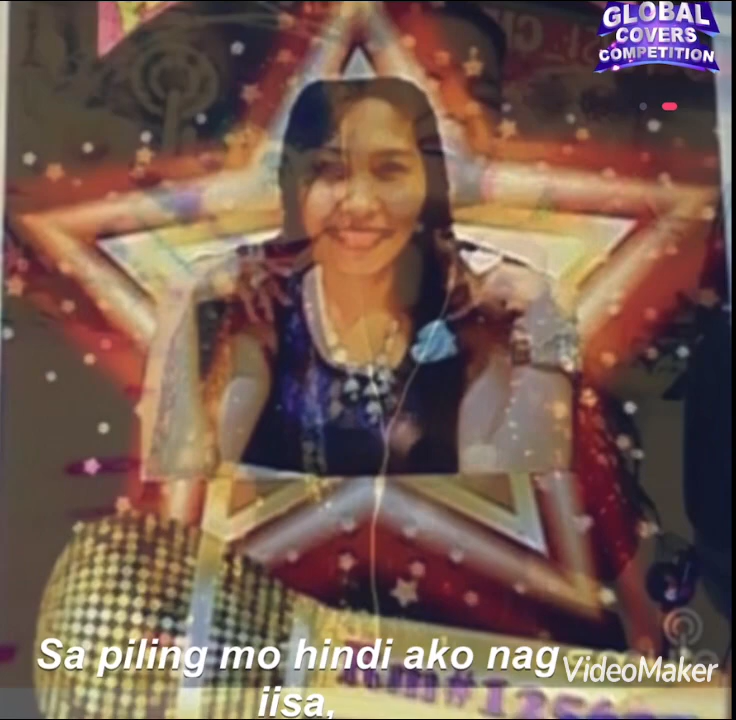 GLOBAL
COVERS
COMPETITION
Sa piling mo hindi ako nag
iisa,
VideoMaker